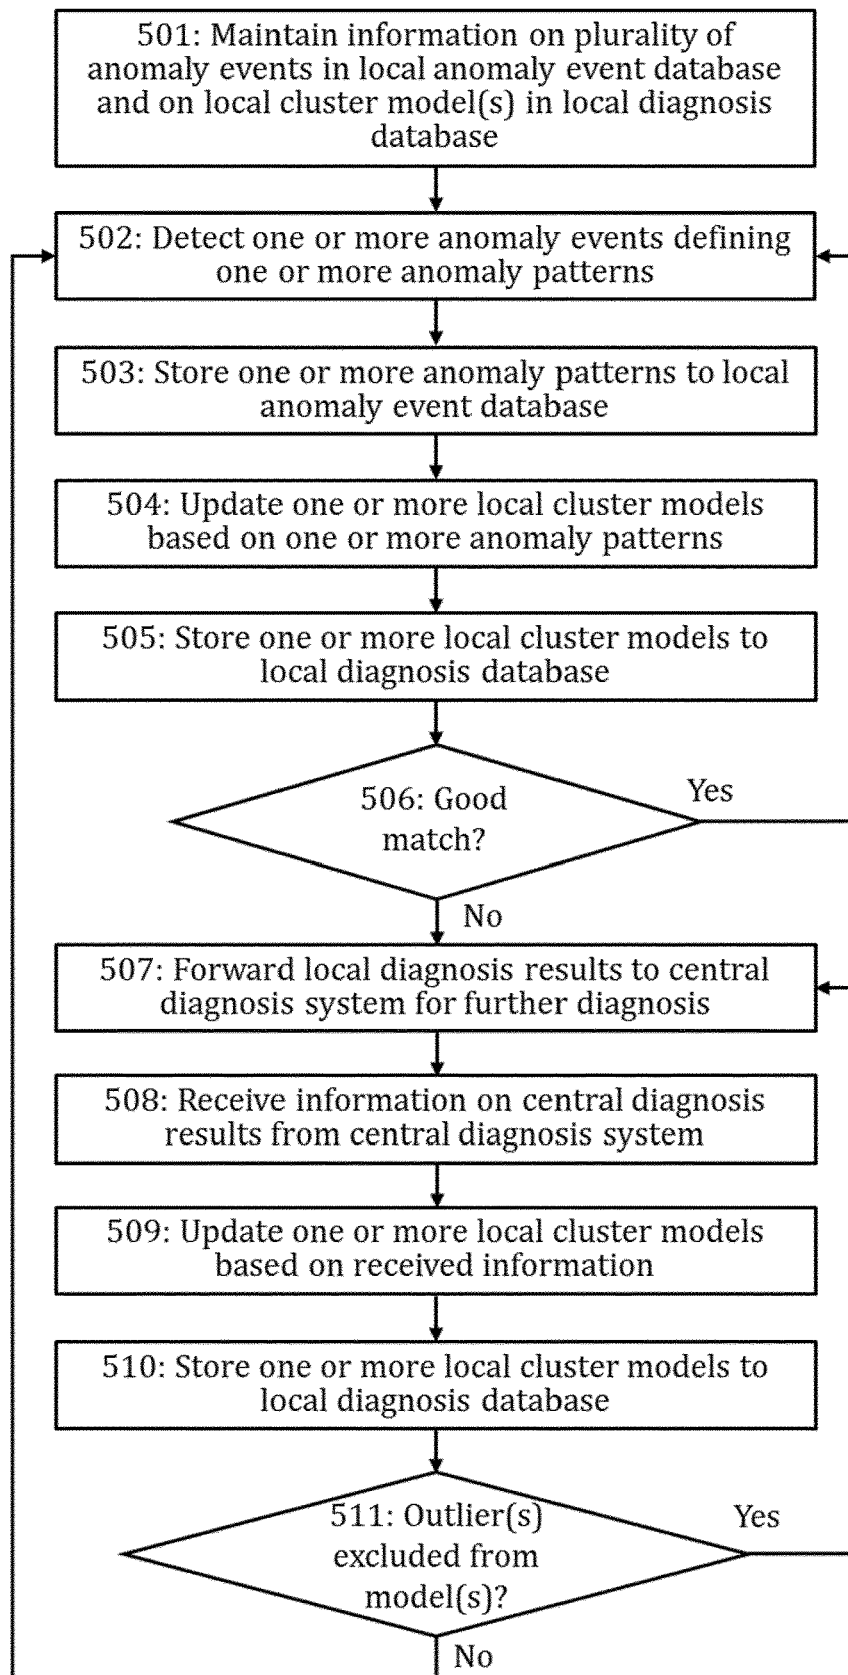 501: Maintain information on plurality of
anomaly events in local anomaly event database
and on local cluster model(s) in local diagnosis
database
502: Detect one or more anomaly events defining
one or more anomaly patterns
503: Store one or more anomaly patterns to local
anomaly event database
504: Update one or more local cluster models
based on one or more anomaly patterns
505: Store one or more local cluster models to
local diagnosis database
506: Good
match?
Yes
No
507: Forward local diagnosis results to central
diagnosis system for further diagnosis
508: Receive information on central diagnosis
results from central diagnosis system
509: Update one or more local cluster models
based on received information
510: Store one or more local cluster models to
local diagnosis database
511: Outlier(s)
excluded from
model(s)?
Yes
No